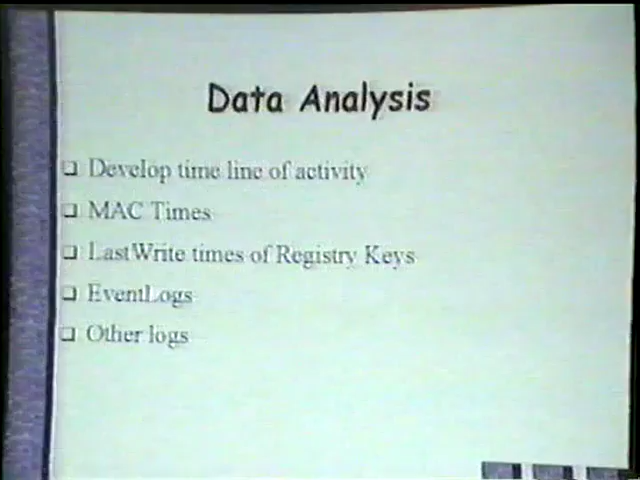 Data Analysis
Develop time line of activity
MAC Times
LastWrite times of Registry Keys
EventLogs
Other logs